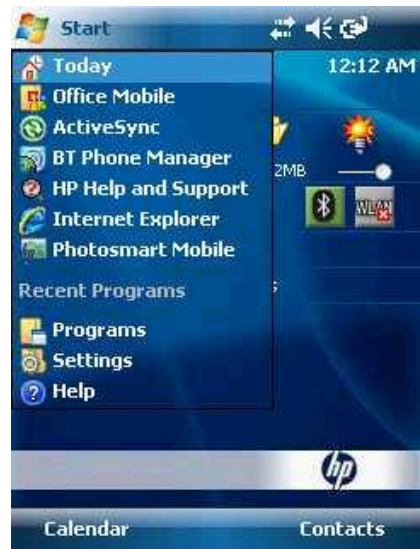 Start
Today
12:12 AM
Office Mobile
ActiveSync
BT Phone Manager
2MB
HP Help and Support
WLAN
Internet Explorer
Photosmart Mobile
Recent Programs
s
Programs
Settings
Help
hp
Calendar
Contacts